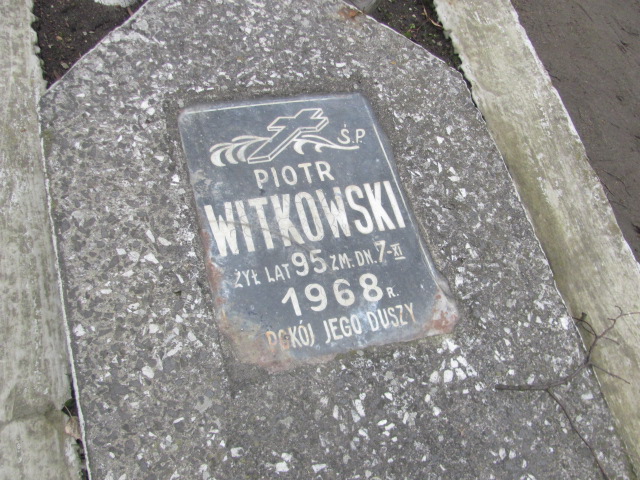 Ś.P.
PIOTR
WITKOWSKI
ŻYŁ LAT 95 ZM. DN. 7-XI
1968 R.
POKÓJ JEGO DUSZY